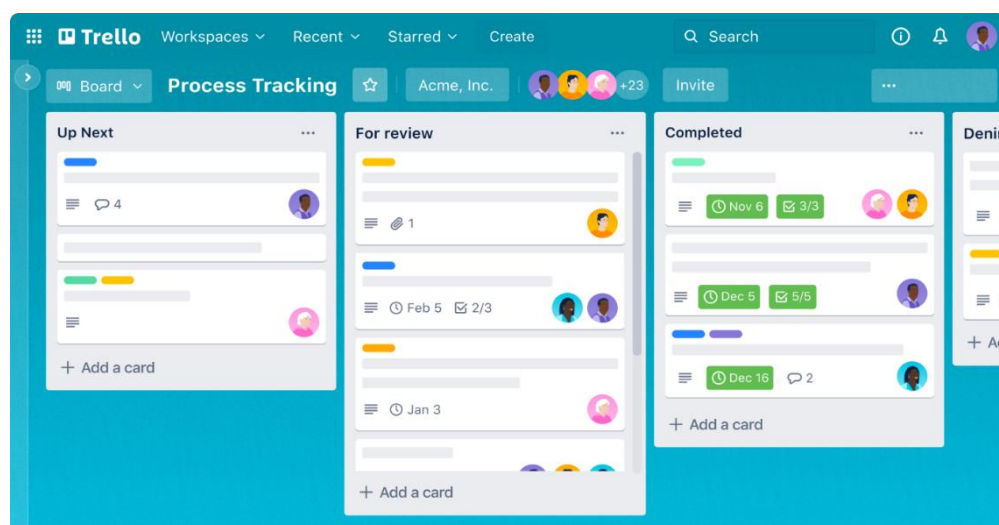 Trello Workspaces Recent Starred Create Search
Board Process Tracking Acme, Inc. +23 Invite ...
Up Next ...
4
+ Add a card
For review ...
1
Feb 5 2/3
Jan 3
+ Add a card
Completed ...
Nov 6 3/3
Dec 5 5/5
Dec 16 2
+ Add a card